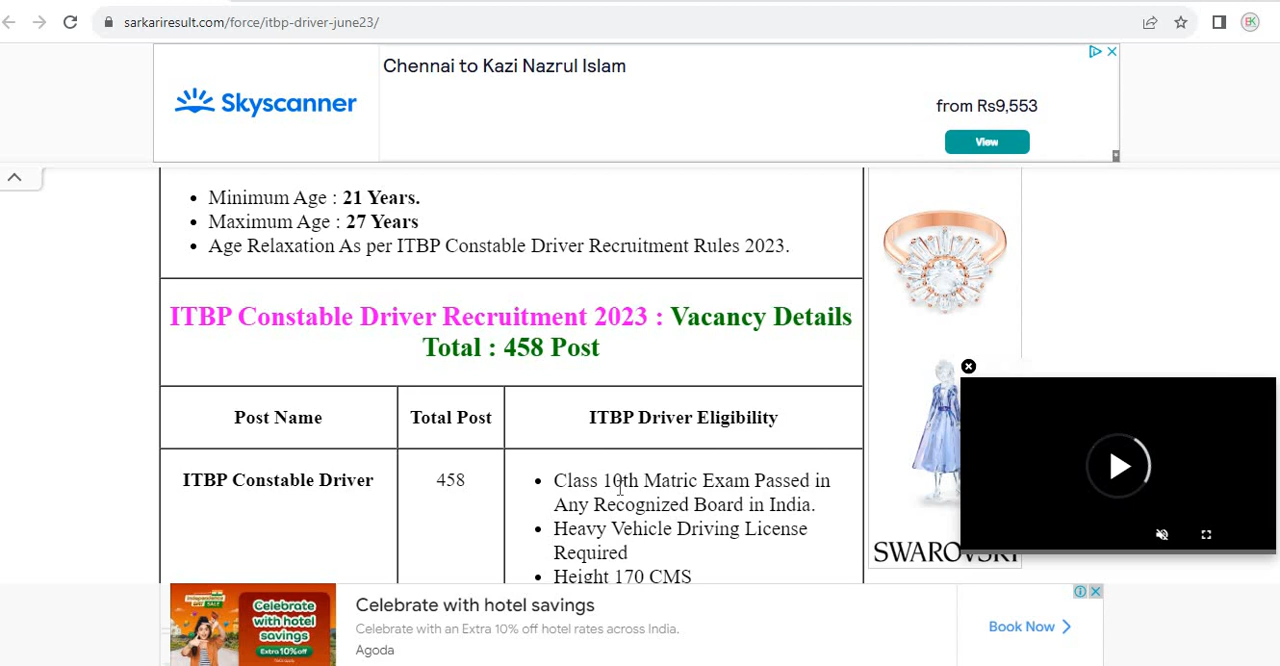 sarkariresult.com/force/itbp-driver-june23/
Chennai to Kazi Nazrul Islam
Skyscanner
from Rs9,553
View
Minimum Age : 21 Years.
Maximum Age : 27 Years
Age Relaxation As per ITBP Constable Driver Recruitment Rules 2023.
ITBP Constable Driver Recruitment 2023 : Vacancy Details
Total : 458 Post
Post Name
Total Post
ITBP Driver Eligibility
ITBP Constable Driver
458
Class 10th Matric Exam Passed in
Any Recognized Board in India.
Heavy Vehicle Driving License
Required
Height 170 CMS
SWAROVSKI
Celebrate
with hotel
savings
Extra 10% off
Celebrate with hotel savings
Celebrate with an Extra 10% off hotel rates across India.
Agoda
Book Now